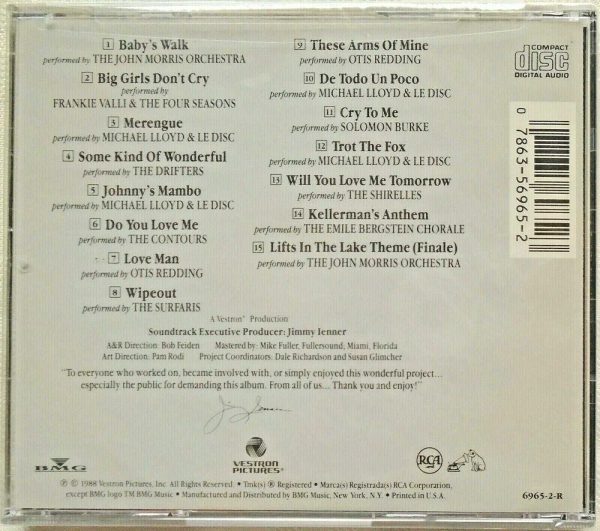 1 Baby's Walk
performed by THE JOHN MORRIS ORCHESTRA
2 Big Girls Don't Cry
performed by
FRANKIE VALLI & THE FOUR SEASONS
3 Merengue
performed by MICHAEL LLOYD & LE DISC
4 Some Kind Of Wonderful
performed by THE DRIFTERS
5 Johnny's Mambo
performed by MICHAEL LLOYD & LE DISC
6 Do You Love Me
performed by THE CONTOURS
7 Love Man
performed by OTIS REDDING
8 Wipeout
performed by THE SURFARIS
9 These Arms Of Mine
performed by OTIS REDDING
10 De Todo Un Poco
performed by MICHAEL LLOYD & LE DISC
11 Cry To Me
performed by SOLOMON BURKE
12 Trot The Fox
performed by MICHAEL LLOYD & LE DISC
13 Will You Love Me Tomorrow
performed by THE SHIRELLES
14 Kellerman's Anthem
performed by THE EMILE BERGSTEIN CHORALE
15 Lifts In The Lake Theme (Finale)
performed by THE JOHN MORRIS ORCHESTRA
COMPACT
disc
DIGITAL AUDIO
0 7863-56965-2
A Vestron® Production
Soundtrack Executive Producer: Jimmy Ienner
A&R Direction: Bob Feiden Mastered by: Mike Fuller, Fullersound, Miami, Florida
Art Direction: Pam Rodi Project Coordinators: Dale Richardson and Susan Glimcher
"To everyone who worked on, became involved with, or simply enjoyed this wonderful project...
especially the public for demanding this album. From all of us... Thank you and enjoy!"
BMG
VESTRON
PICTURES®
RCA
℗ © 1988 Vestron Pictures, Inc. All Rights Reserved. • Tmk(s) ® Registered • Marca(s) Registrada(s) RCA Corporation,
except BMG logo TM BMG Music • Manufactured and Distributed by BMG Music, New York, N.Y. • Printed in U.S.A.
6965-2-R